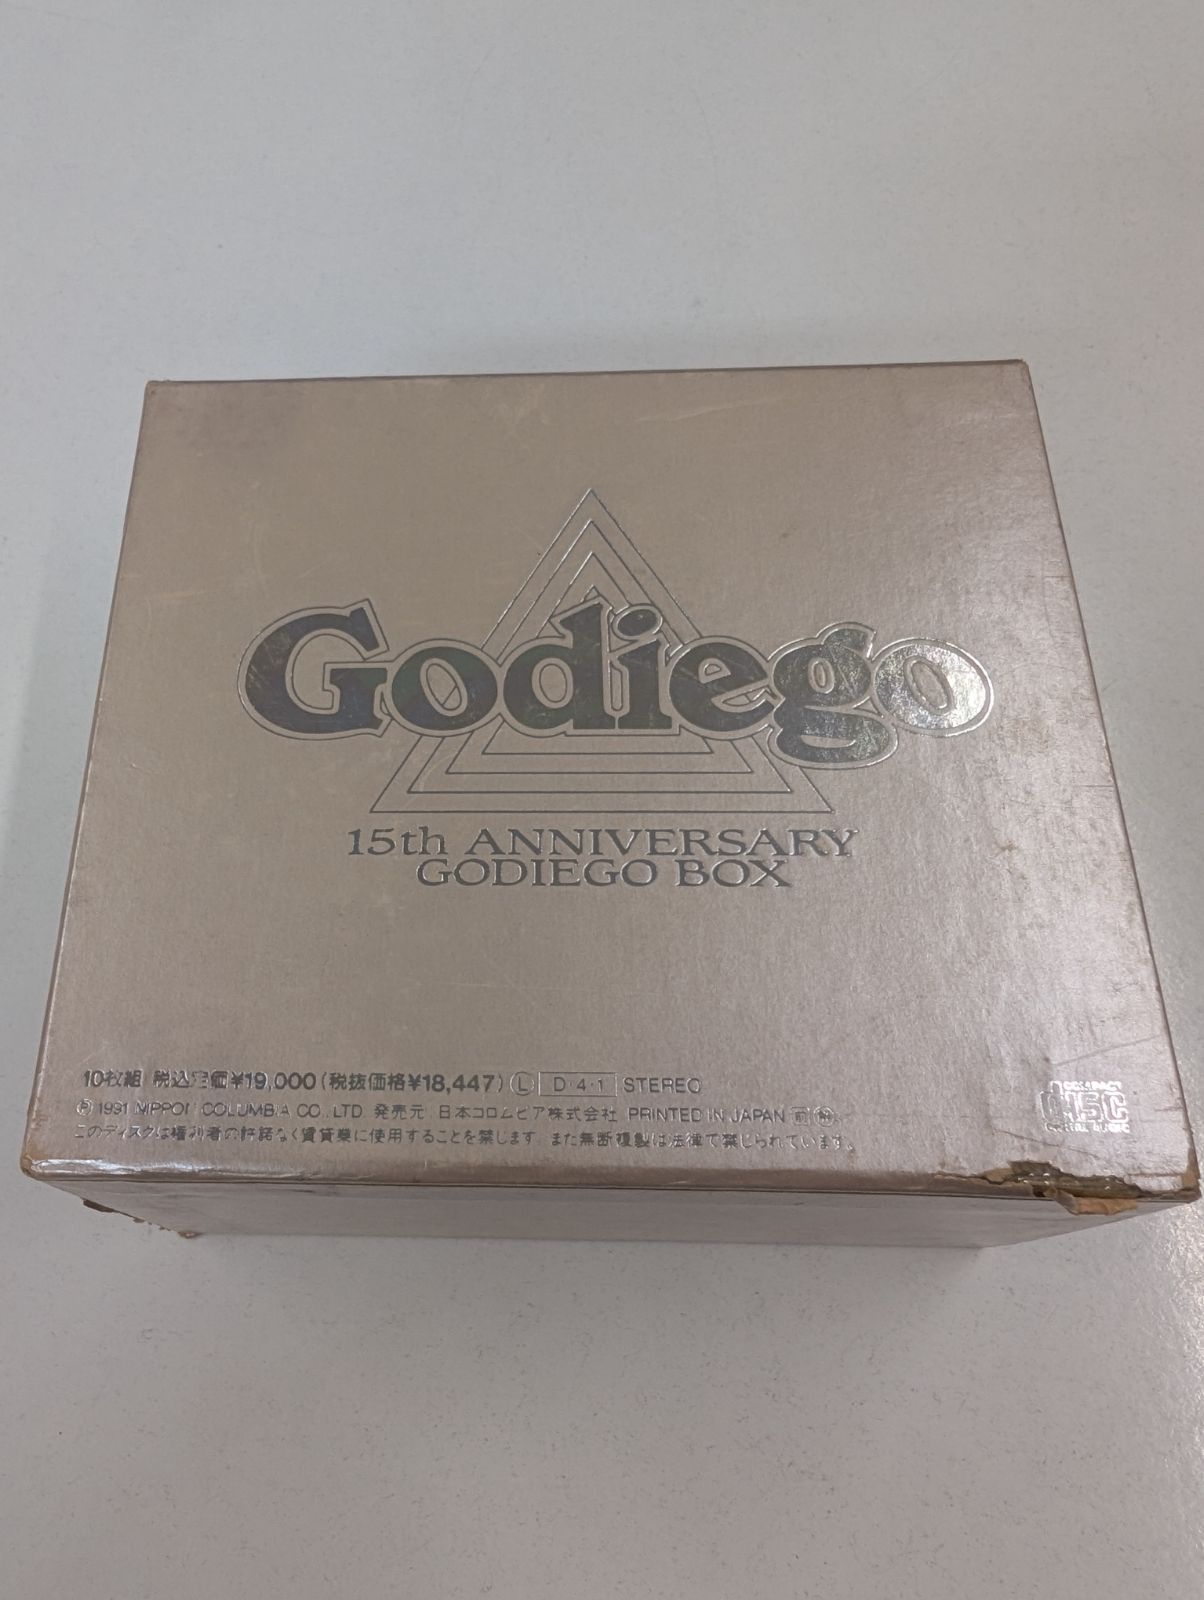 Godiego
15th ANNIVERSARY
GODIEGO BOX
10枚組 税込定価¥19,000(税抜価格¥18,447) Ⓛ D・4・1 STEREO
Ⓟ 1991 NIPPON COLUMBIA CO., LTD. 発売元 日本コロムビア株式会社 PRINTED IN JAPAN
このディスクは権利者の許諾なく賃貸業に使用することを禁じます。また無断複製は法律で禁じられています。
COMPACT
disc
DIGITAL AUDIO